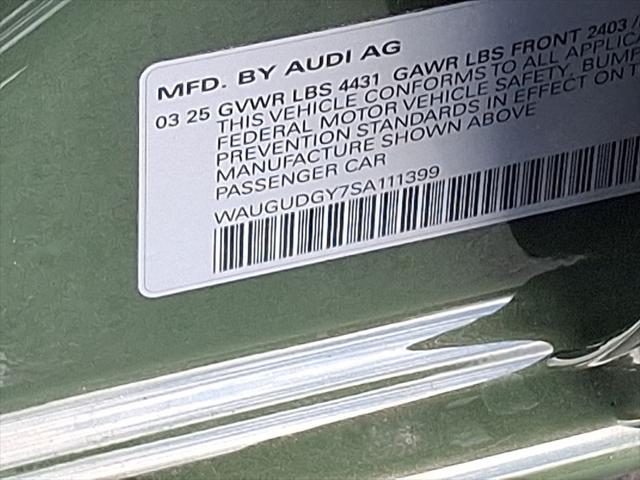 MFD. BY AUDI AG
03 25 GVWR LBS 4431 GAWR LBS FRONT 2403
THIS VEHICLE CONFORMS TO ALL
FEDERAL MOTOR VEHICLE SAFETY,
PREVENTION STANDARDS IN EFFECT ON
MANUFACTURE SHOWN ABOVE
PASSENGER CAR
WAUGUDGY7SA111399